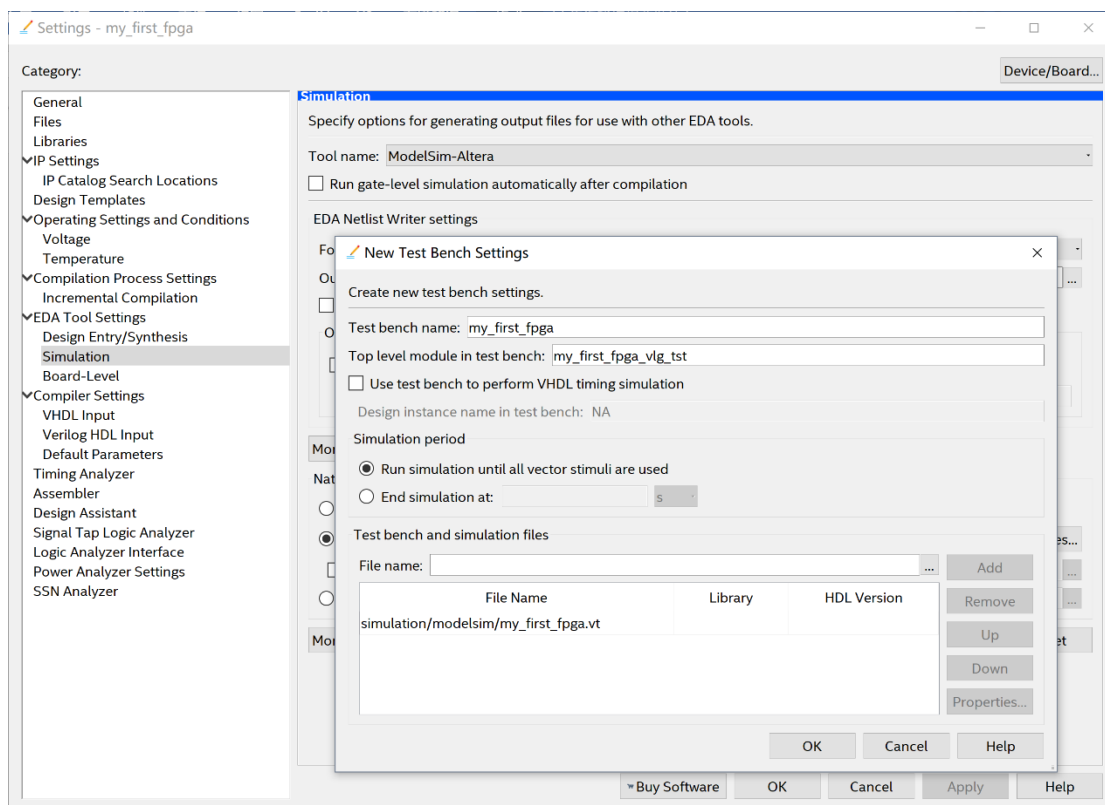 Settings - my_first_fpga
Category:
Device/Board...
General
Files
Libraries
IP Settings
IP Catalog Search Locations
Design Templates
Operating Settings and Conditions
Voltage
Temperature
Compilation Process Settings
Incremental Compilation
EDA Tool Settings
Design Entry/Synthesis
Simulation
Board-Level
Compiler Settings
VHDL Input
Verilog HDL Input
Default Parameters
Timing Analyzer
Assembler
Design Assistant
Signal Tap Logic Analyzer
Logic Analyzer Interface
Power Analyzer Settings
SSN Analyzer
Simulation
Specify options for generating output files for use with other EDA tools.
Tool name: ModelSim-Altera
Run gate-level simulation automatically after compilation
EDA Netlist Writer settings
New Test Bench Settings
Create new test bench settings.
Test bench name: my_first_fpga
Top level module in test bench: my_first_fpga_vlg_tst
Use test bench to perform VHDL timing simulation
Design instance name in test bench: NA
Simulation period
Run simulation until all vector stimuli are used
End simulation at: s
Test bench and simulation files
File name: ... Add
File Name Library HDL Version
simulation/modelsim/my_first_fpga.vt
Remove
Up
Down
Properties...
OK Cancel Help
Buy Software OK Cancel Apply Help